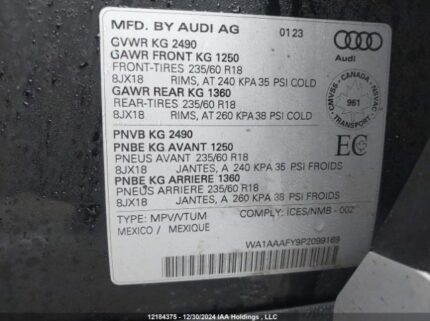 MFD. BY AUDI AG 01 23
GVWR KG 2490
GAWR FRONT KG 1250
FRONT-TIRES 235/60 R18
8JX18 RIMS, AT 240 KPA 35 PSI COLD
GAWR REAR KG 1360
REAR-TIRES 235/60 R18
8JX18 RIMS, AT 260 KPA 38 PSI COLD
Audi
CMVSS - CANADA - NSVAC
961
TRANSPORT
PNVB KG 2490
PNBE KG AVANT 1250
PNEUS AVANT 235/60 R18
8JX18 JANTES, A 240 KPA 35 PSI FROIDS
PNBE KG ARRIERE 1360
PNEUS ARRIERE 235/60 R18
8JX18 JANTES, A 260 KPA 38 PSI FROIDS
EC
TYPE: MPV/VTUM COMPLY: ICES/NMB - 002
MEXICO / MEXIQUE
WA1AAAFY9P2099169
12184375 - 12/30/2024 IAA Holdings, LLC